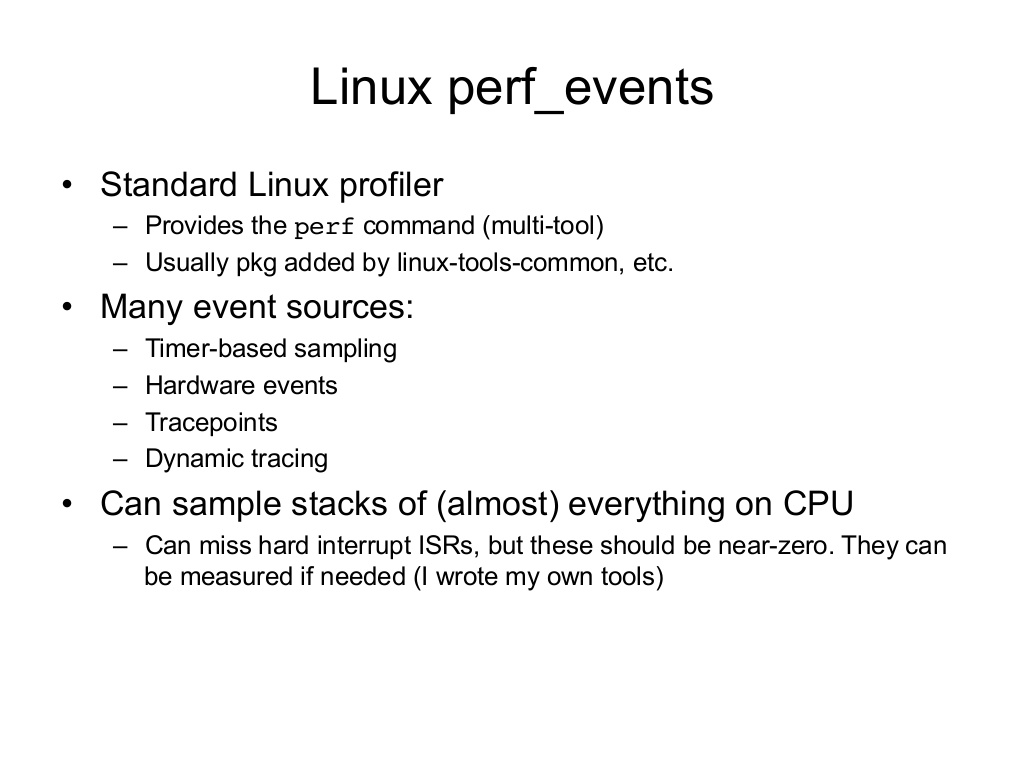 Linux perf_events
• Standard Linux profiler
– Provides the perf command (multi-tool)
– Usually pkg added by linux-tools-common, etc.
• Many event sources:
– Timer-based sampling
– Hardware events
– Tracepoints
– Dynamic tracing
• Can sample stacks of (almost) everything on CPU
– Can miss hard interrupt ISRs, but these should be near-zero. They can
be measured if needed (I wrote my own tools)